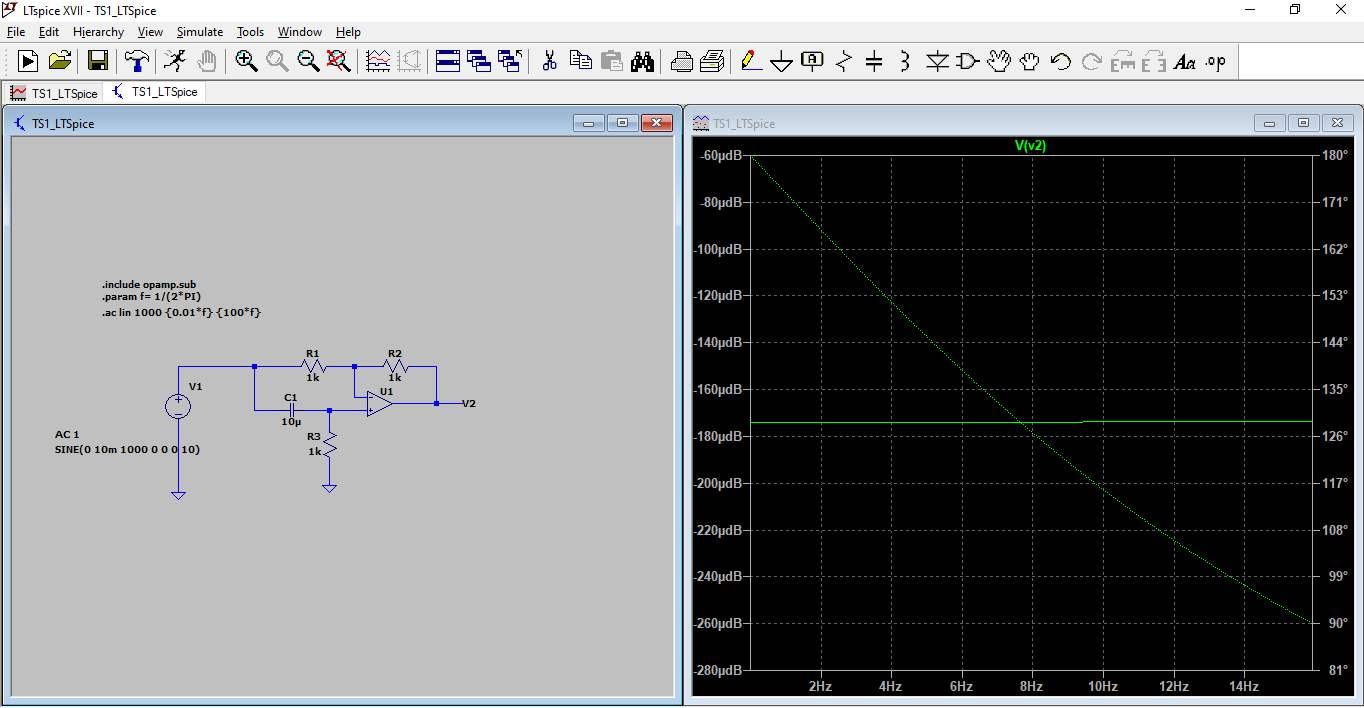 LTspice XVII - TS1_LTSpice
File Edit Hierarchy View Simulate Tools Window Help
A Aa .op
TS1_LTSpice TS1_LTSpice
TS1_LTSpice
.include opamp.sub
.param f= 1/(2*PI)
.ac lin 1000 {0.01*f} {100*f}
R1 R2
1k 1k
V1
U1
C1
10µ
V2
R3
1k
AC 1
SINE(0 10m 1000 0 0 0 10)
TS1_LTSpice
V(v2)
-60µdB 180°
-80µdB 171°
-100µdB 162°
-120µdB 153°
-140µdB 144°
-160µdB 135°
-180µdB 126°
-200µdB 117°
-220µdB 108°
-240µdB 99°
-260µdB 90°
-280µdB 81°
2Hz 4Hz 6Hz 8Hz 10Hz 12Hz 14Hz